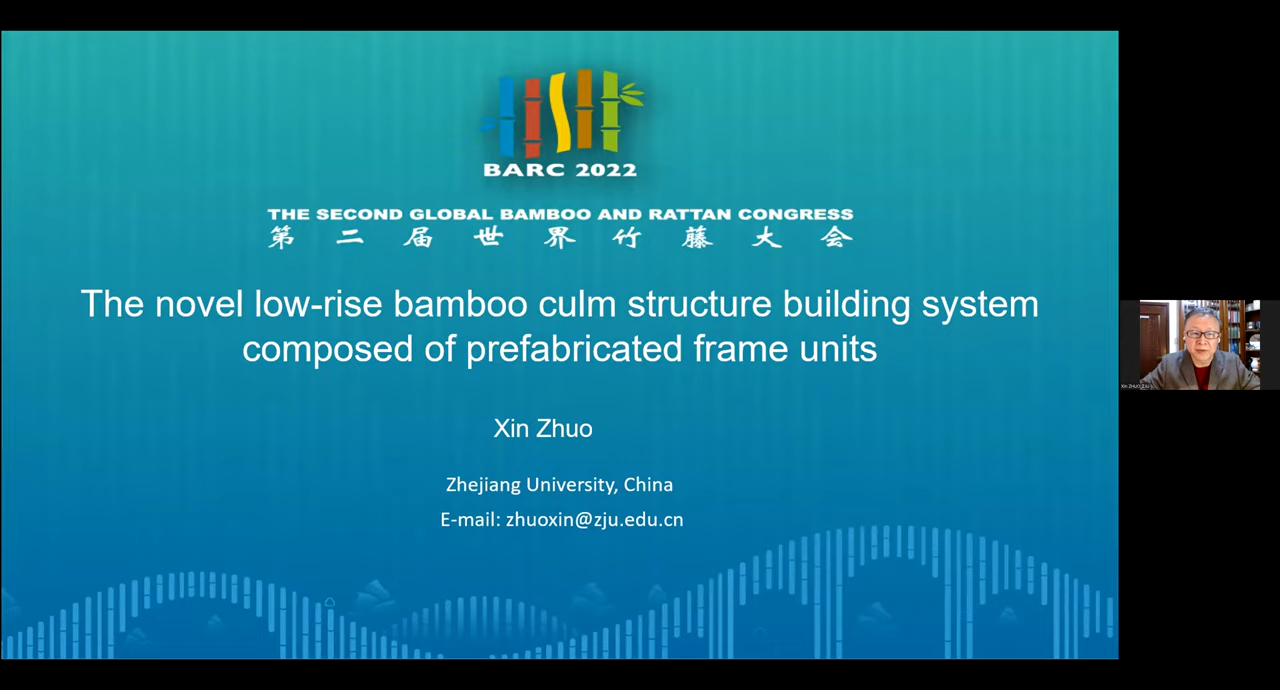 BARC 2022
THE SECOND GLOBAL BAMBOO AND RATTAN CONGRESS
第二届世界竹藤大会
The novel low-rise bamboo culm structure building system
composed of prefabricated frame units
Xin Zhuo
Zhejiang University, China
E-mail: zhuoxin@zju.edu.cn